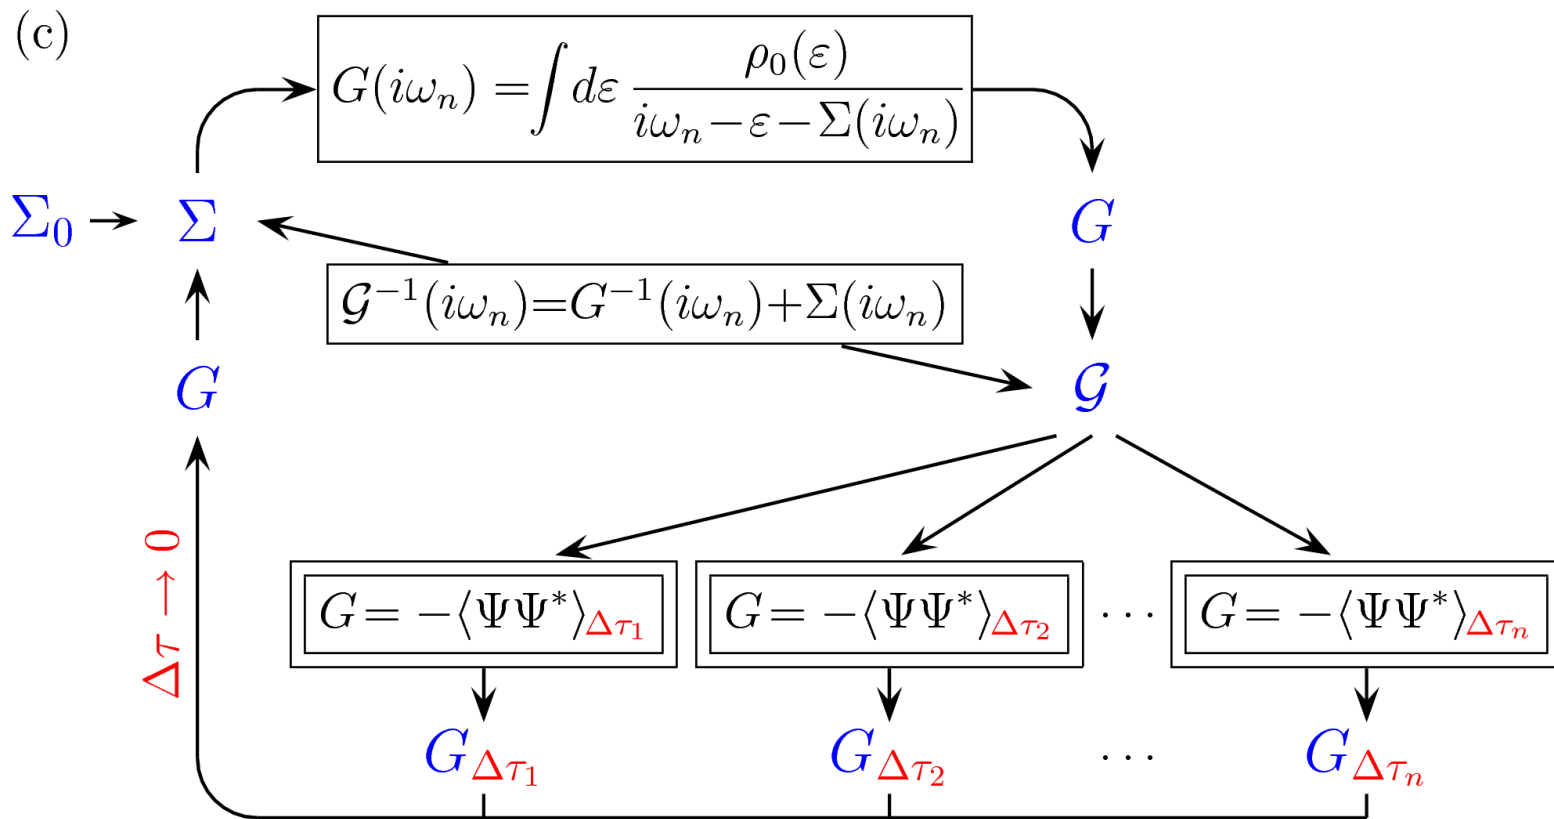 (c)
G(iω_n) = ∫ dε ρ_0(ε) / (iω_n − ε − Σ(iω_n))
Σ_0 → Σ
G
𝒢^{−1}(iω_n)=G^{−1}(iω_n)+Σ(iω_n)
G
𝒢
Δτ → 0
G = −⟨ΨΨ*⟩_{Δτ_1} G = −⟨ΨΨ*⟩_{Δτ_2} ··· G = −⟨ΨΨ*⟩_{Δτ_n}
G_{Δτ_1} G_{Δτ_2} ··· G_{Δτ_n}